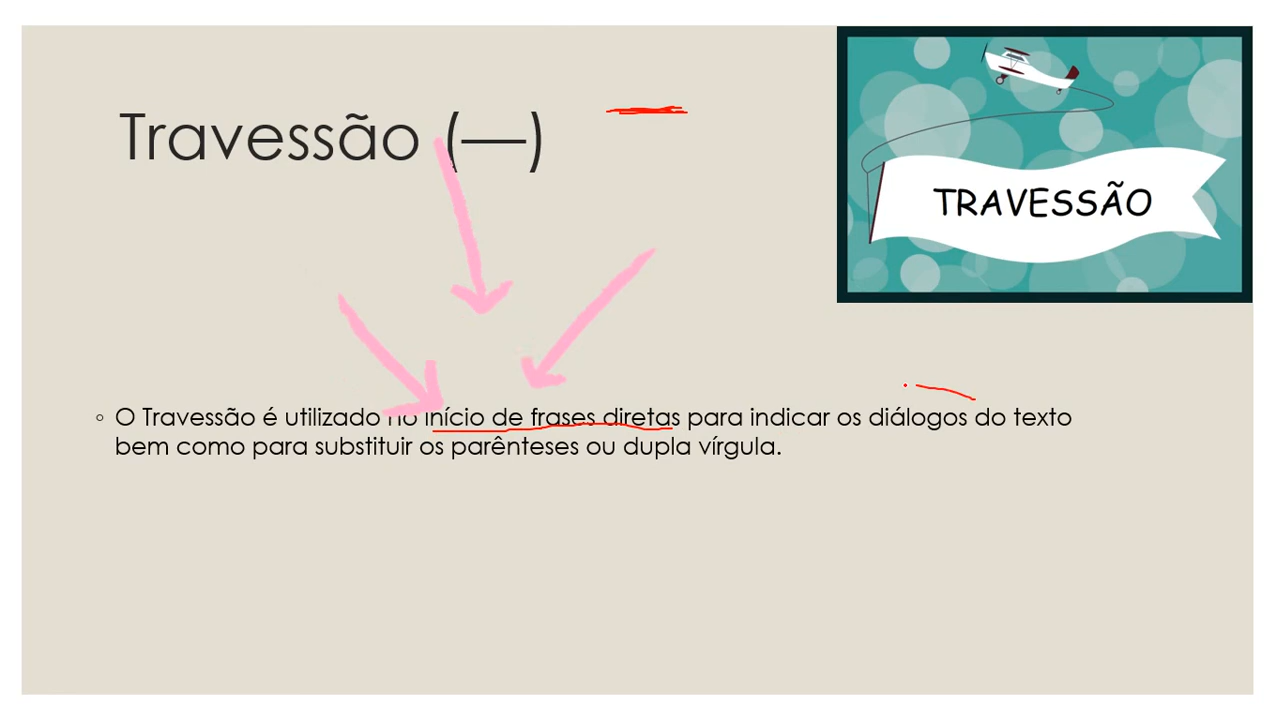 Travessão (—)
TRAVESSÃO
◦ O Travessão é utilizado no início de frases diretas para indicar os diálogos do texto
bem como para substituir os parênteses ou dupla vírgula.